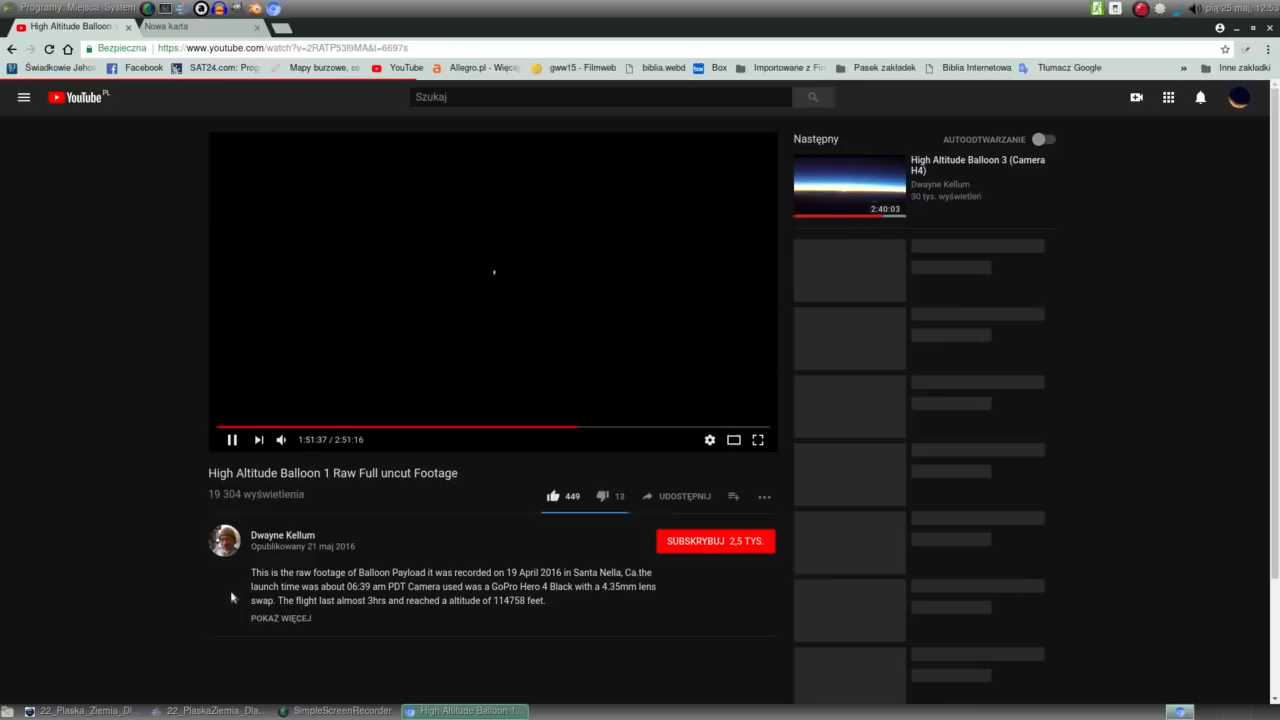 Programy Miejsca System
pią 25 maj, 12:53
High Altitude Balloon
Nowa karta
Bezpieczna https://www.youtube.com/watch?v=2RATP53l9MA&t=6697s
Świadkowie Jeho Facebook SAT24.com: Prog Mapy burzowe, os YouTube Allegro.pl - Więce gww15 - Filmweb biblia.webd Box Importowane z Fi Pasek zakładek Biblia Internetowa Tłumacz Google » Inne zakładki
YouTube PL
Szukaj
Następny
AUTOODTWARZANIE
High Altitude Balloon 3 (Camera
H4)
Dwayne Kellum
30 tys. wyświetleń
2:40:03
1:51:37 / 2:51:16
High Altitude Balloon 1 Raw Full uncut Footage
19 304 wyświetlenia
449 13 UDOSTĘPNIJ
Dwayne Kellum
Opublikowany 21 maj 2016
SUBSKRYBUJ 2,5 TYS.
This is the raw footage of Balloon Payload it was recorded on 19 April 2016 in Santa Nella, Ca.the
launch time was about 06:39 am PDT Camera used was a GoPro Hero 4 Black with a 4.35mm lens
swap. The flight last almost 3hrs and reached a altitude of 114758 feet.
POKAŻ WIĘCEJ
22_Plaska_Ziemia_Dl... 22_PlaskaZiemia_Dla... SimpleScreenRecorder High Altitude Balloon 1...